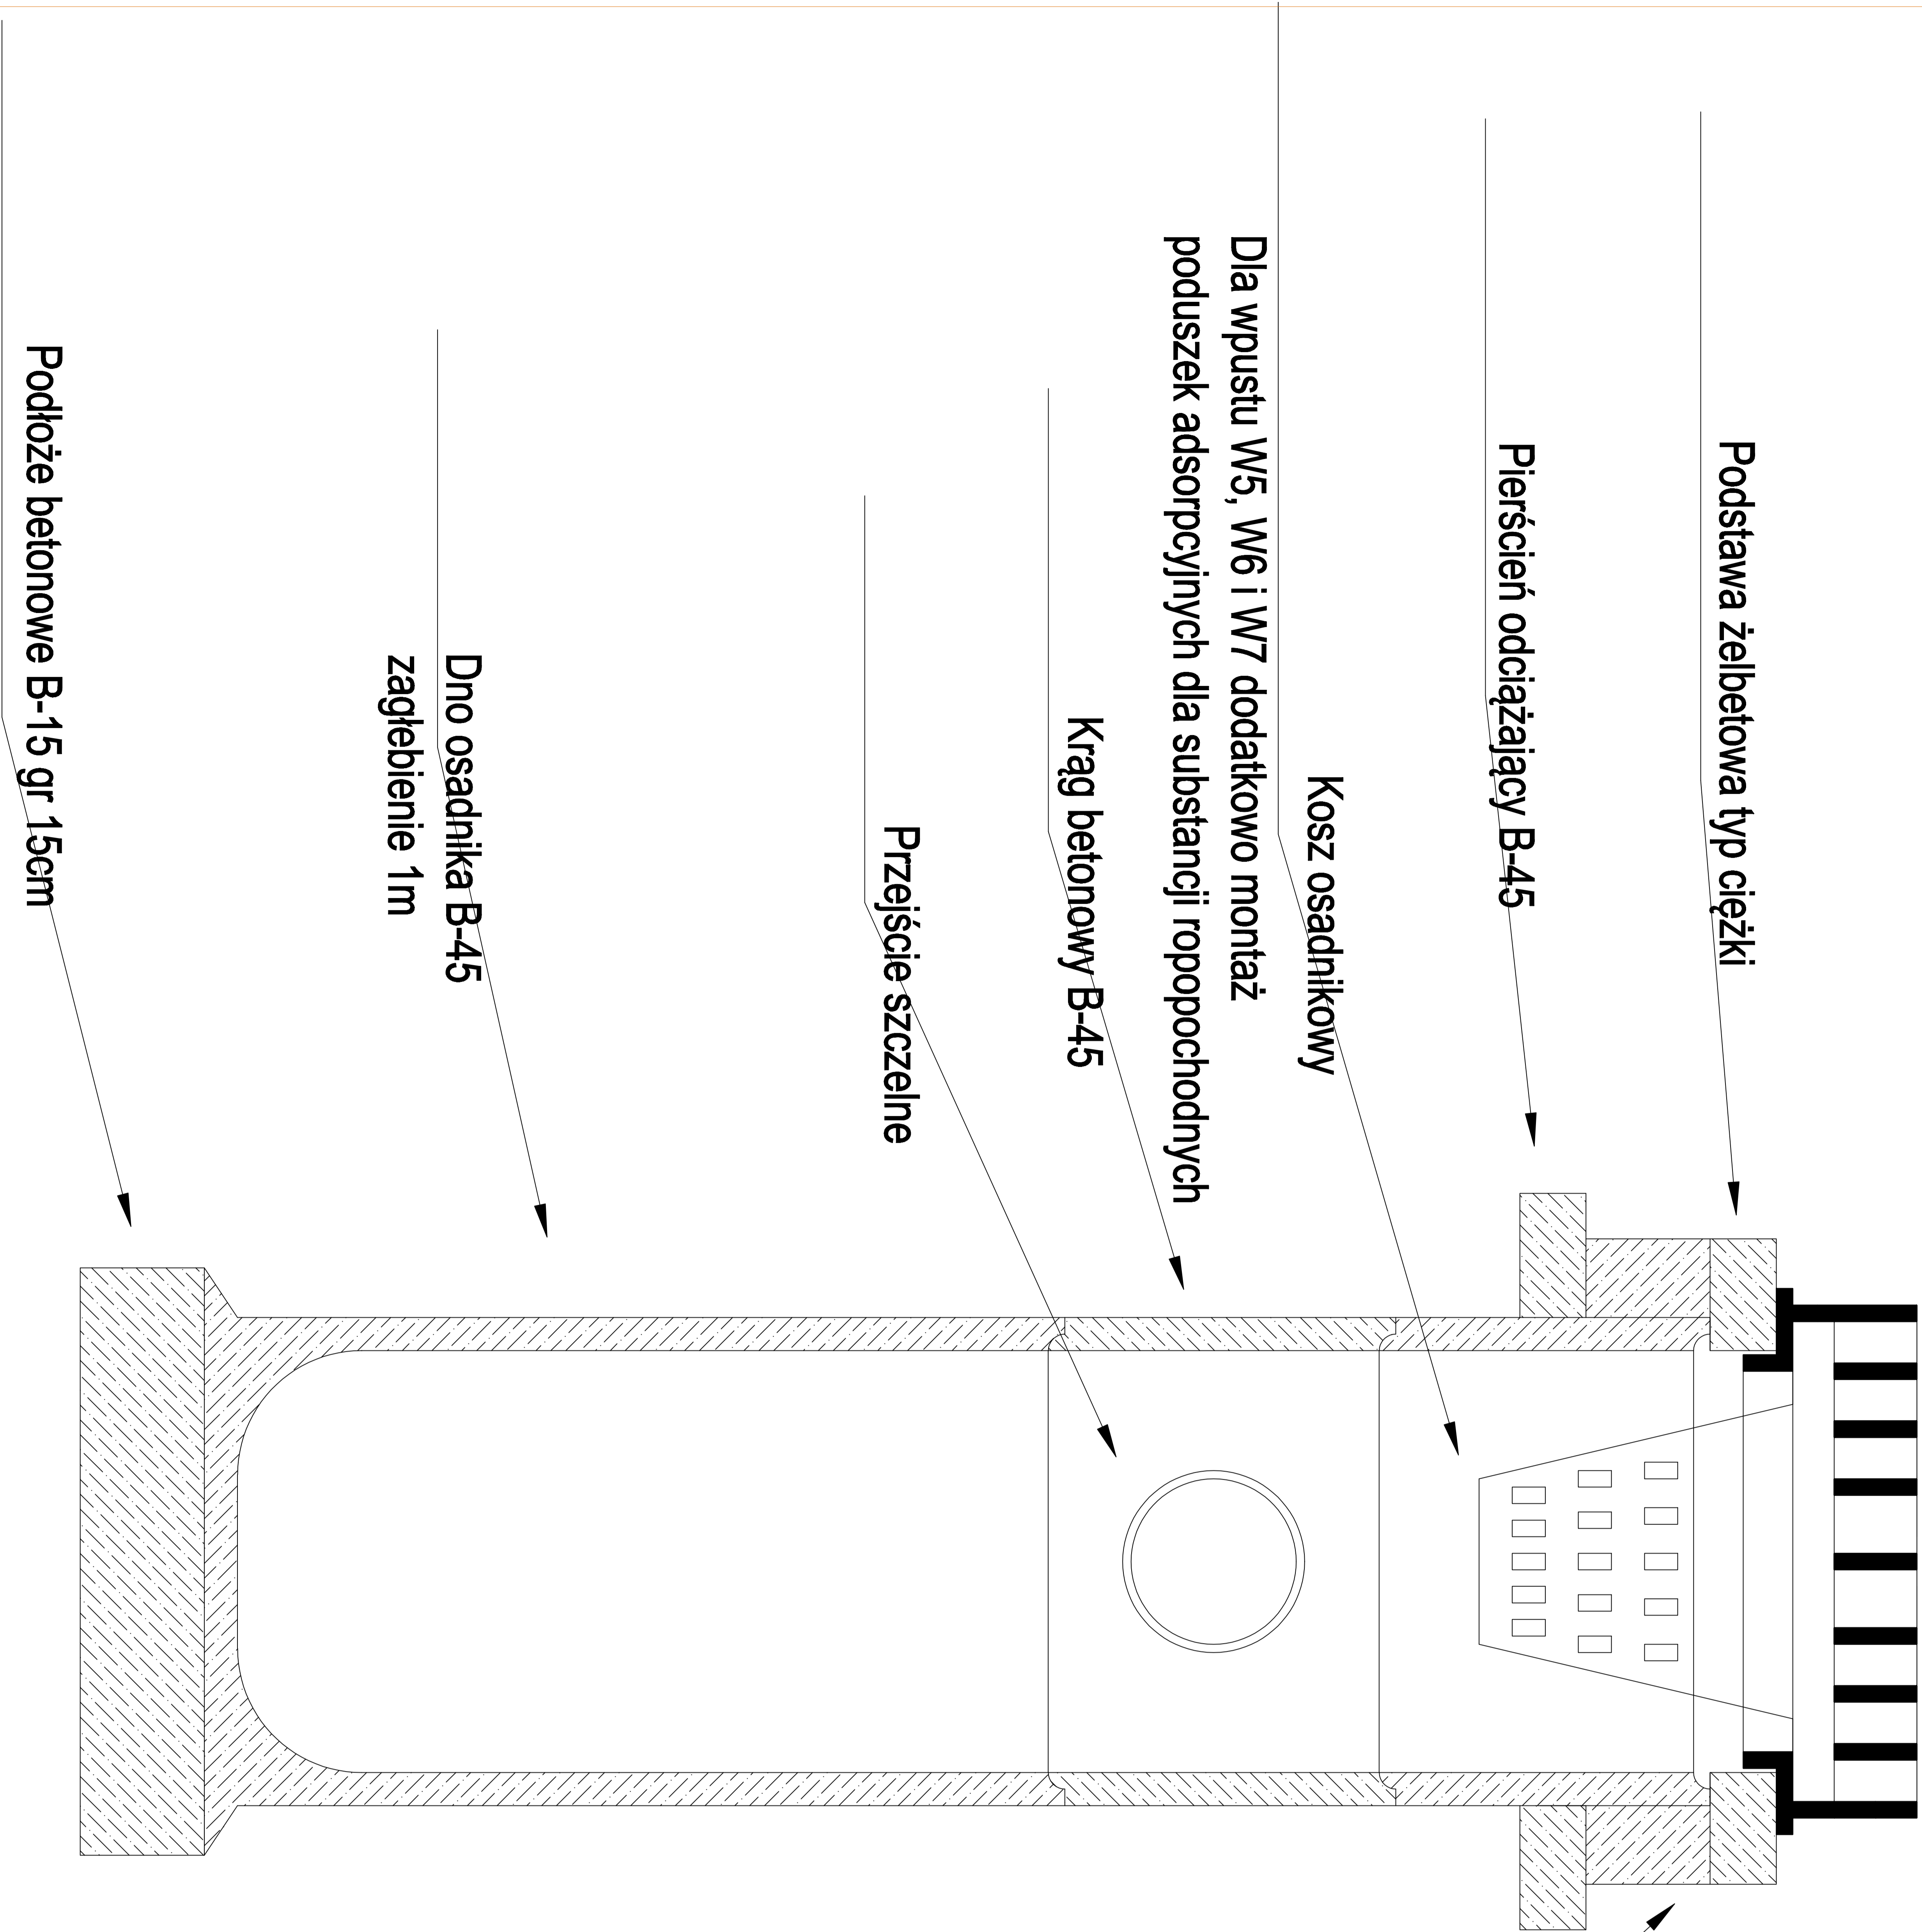 Podstawa żelbetowa typ ciężki
Pierścień odciążający B-45
Kosz osadnikowy
Dla wpustu W5, W6 i W7 dodatkowo montaż
poduszek adsorpcyjnych dla substancji ropopochodnych
Krąg betonowy B-45
Przejście szczelne
Dno osadnika B-45
zagłebienie 1m
Podłoże betonowe B-15 gr 15cm